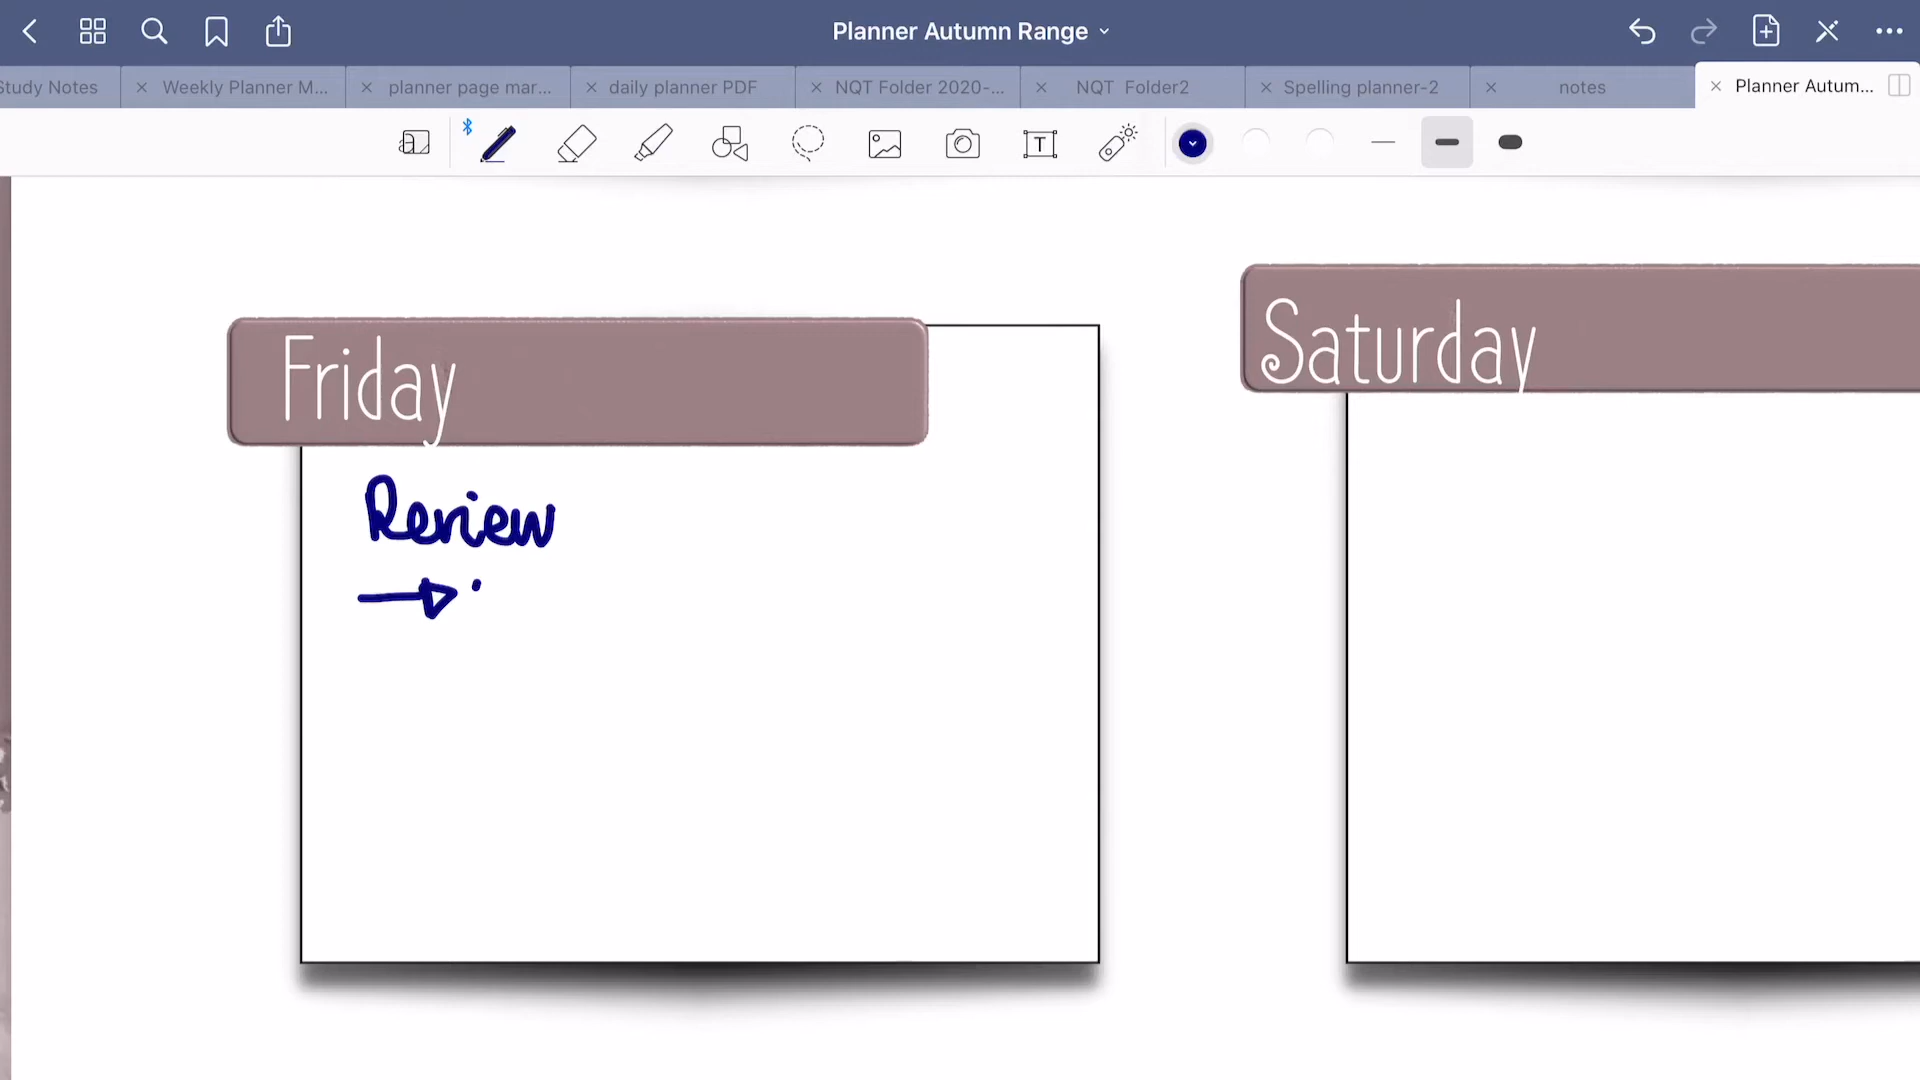 Planner Autumn Range
Study Notes
Weekly Planner M...
planner page mar...
daily planner PDF
NQT Folder 2020-...
NQT Folder2
Spelling planner-2
notes
Planner Autum...
Friday
Saturday
Review